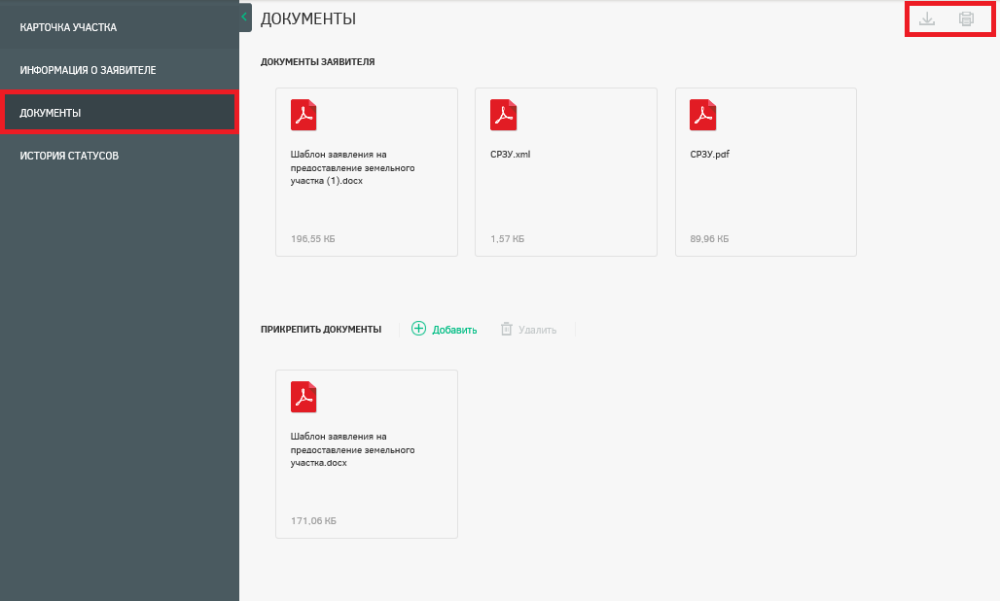 КАРТОЧКА УЧАСТКА
ИНФОРМАЦИЯ О ЗАЯВИТЕЛЕ
ДОКУМЕНТЫ
ИСТОРИЯ СТАТУСОВ
ДОКУМЕНТЫ
ДОКУМЕНТЫ ЗАЯВИТЕЛЯ
Шаблон заявления на
предоставление земельного
участка (1).docx
196,55 КБ
СРЗУ.xml
1,57 КБ
СРЗУ.pdf
89,96 КБ
ПРИКРЕПИТЬ ДОКУМЕНТЫ
Добавить
Удалить
Шаблон заявления на
предоставление земельного
участка.docx
171,06 КБ